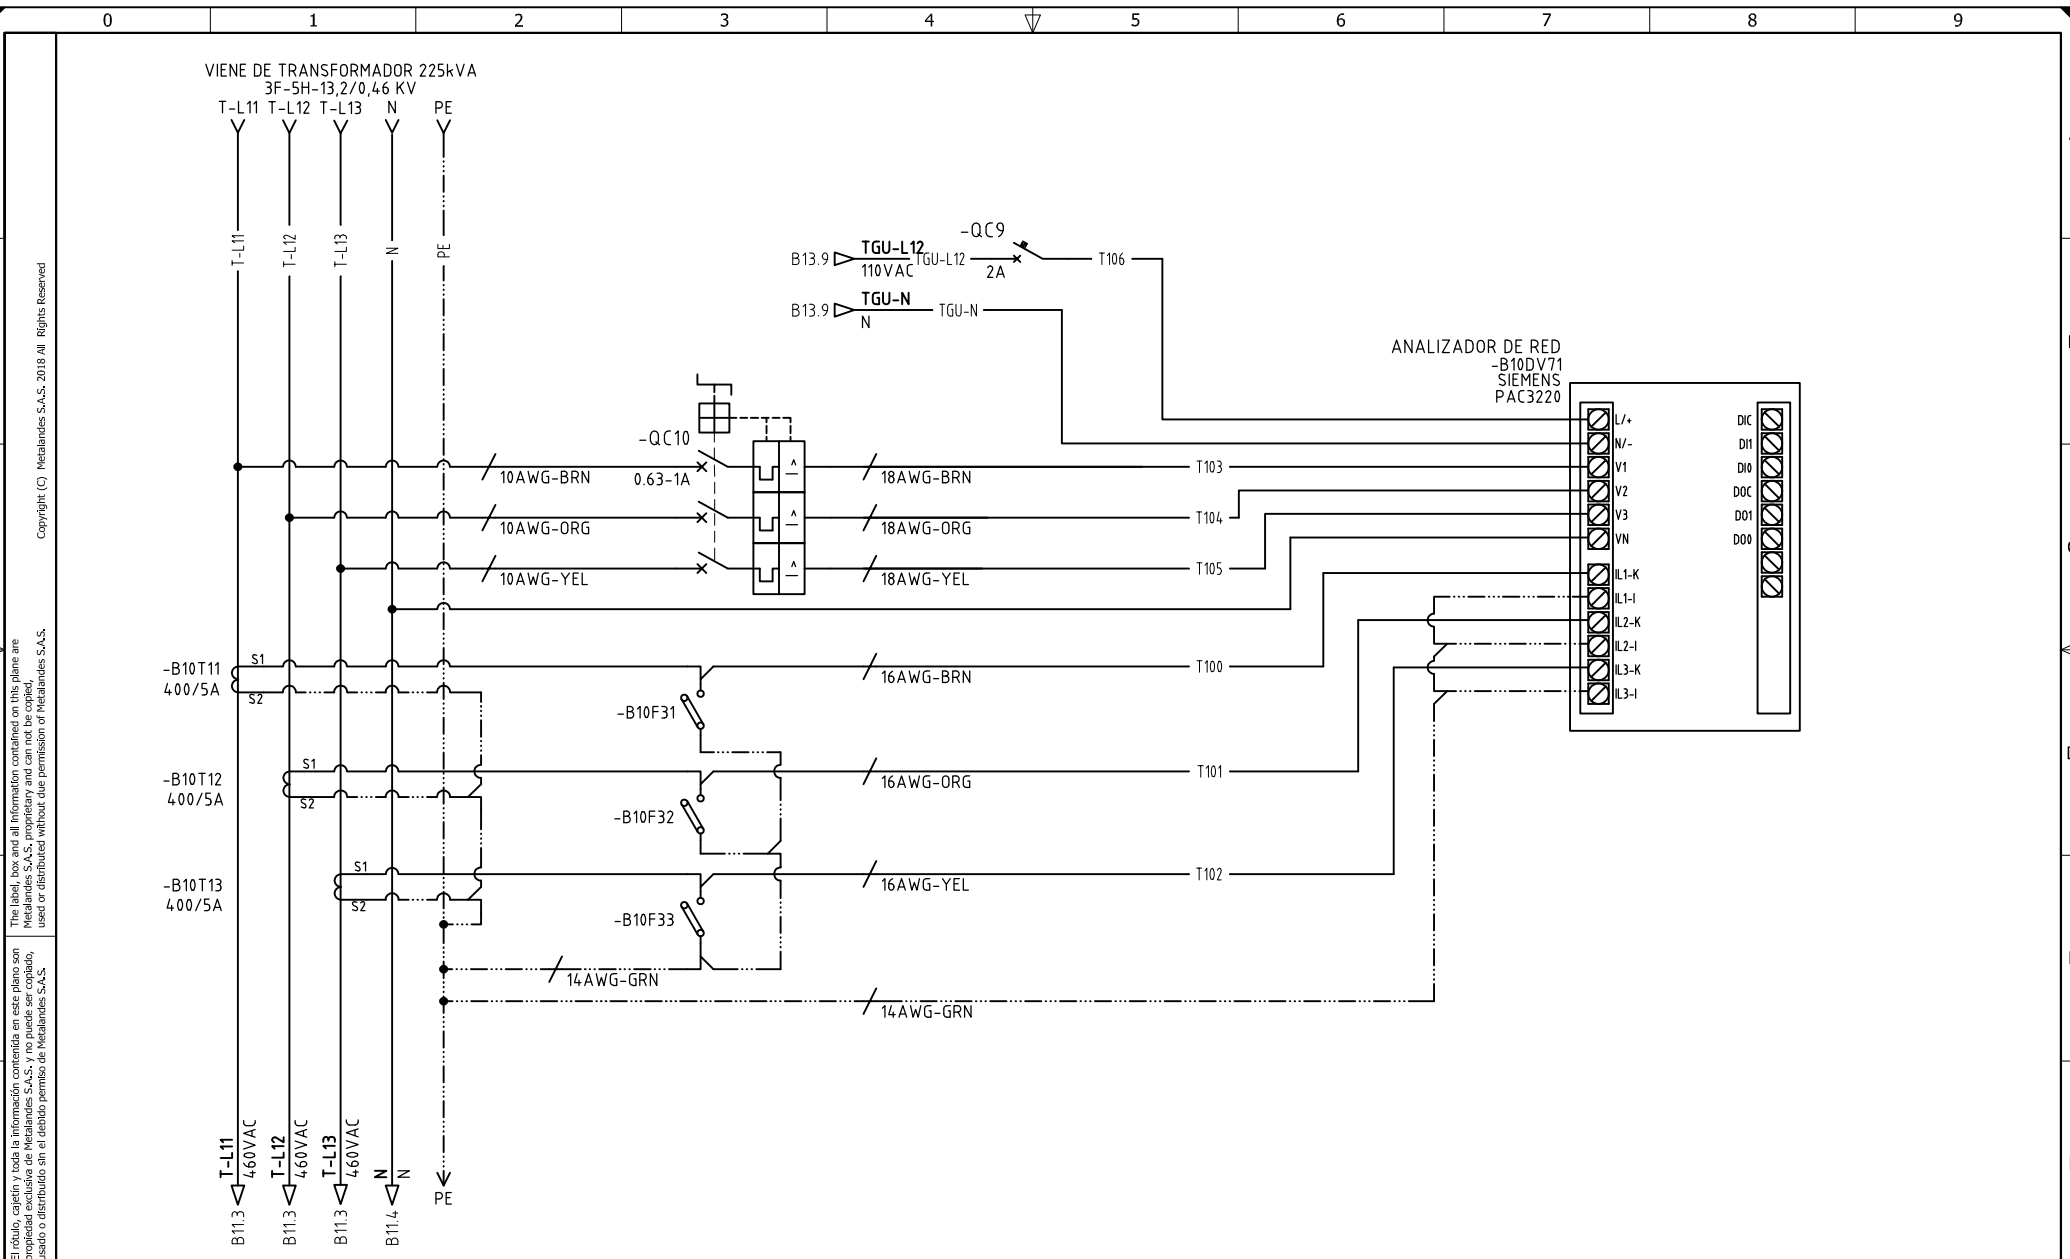 0 1 2 3 4 5 6 7 8 9
VIENE DE TRANSFORMADOR 225kVA
3F-5H-13,2/0,46 KV
T-L11 T-L12 T-L13 N PE
T-L11
T-L12
T-L13
N
PE
-QC9
B13.9
TGU-L12
110VAC
TGU-L12
2A
T106
B13.9
TGU-N
N
TGU-N
ANALIZADOR DE RED
-B10DV71
SIEMENS
PAC3220
L/+
N/-
V1
V2
V3
VN
IL1-K
IL1-I
IL2-K
IL2-I
IL3-K
IL3-I
DIC
DI1
DI0
DOC
DO1
DO0
-QC10
0.63-1A
10AWG-BRN
18AWG-BRN
T103
10AWG-ORG
18AWG-ORG
T104
10AWG-YEL
18AWG-YEL
T105
-B10T11
400/5A
S1
S2
-B10F31
16AWG-BRN
T100
-B10T12
400/5A
S1
S2
-B10F32
16AWG-ORG
T101
-B10T13
400/5A
S1
S2
-B10F33
16AWG-YEL
T102
14AWG-GRN
14AWG-GRN
T-L11
460VAC
T-L12
460VAC
T-L13
460VAC
N
N
PE
B11.3
B11.3
B11.3
B11.4
Copyright (C) Metalandes S.A.S. 2018 All Rights Reserved
The label, box and all information contained on this plane are
Metalandes S.A.S. proprietary and can not be copied,
used or distributed without due permission of Metalandes S.A.S.
El rótulo, cajetín y toda la información contenida en este plano son
propiedad exclusiva de Metalandes S.A.S. y no puede ser copiado,
usado o distribuido sin el debido permiso de Metalandes S.A.S.